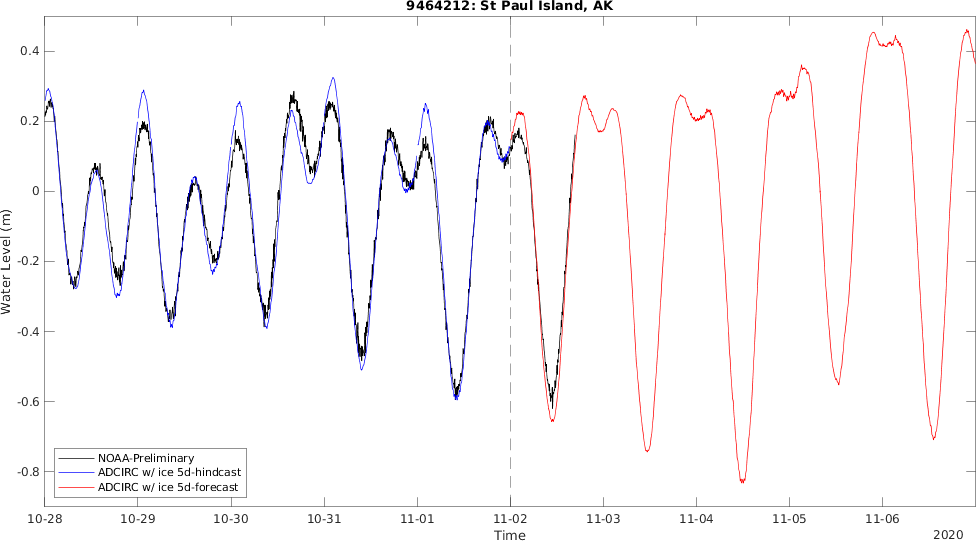 9464212: St Paul Island, AK
Water Level (m)
0.4
0.2
0
-0.2
-0.4
-0.6
-0.8
NOAA-Preliminary
ADCIRC w/ ice 5d-hindcast
ADCIRC w/ ice 5d-forecast
10-28 10-29 10-30 10-31 11-01 11-02 11-03 11-04 11-05 11-06
Time
2020